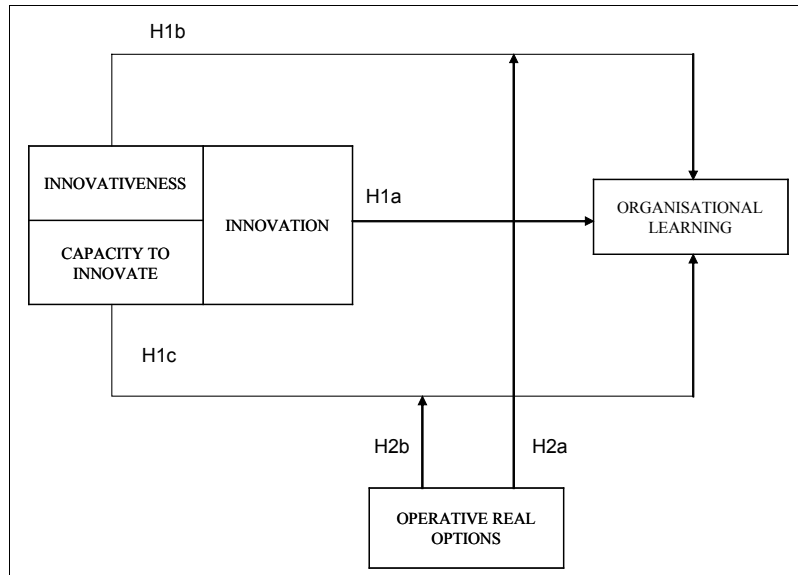 H1b
INNOVATIVENESS
CAPACITY TO
INNOVATE
INNOVATION
H1a
ORGANISATIONAL
LEARNING
H1c
H2b
H2a
OPERATIVE REAL
OPTIONS